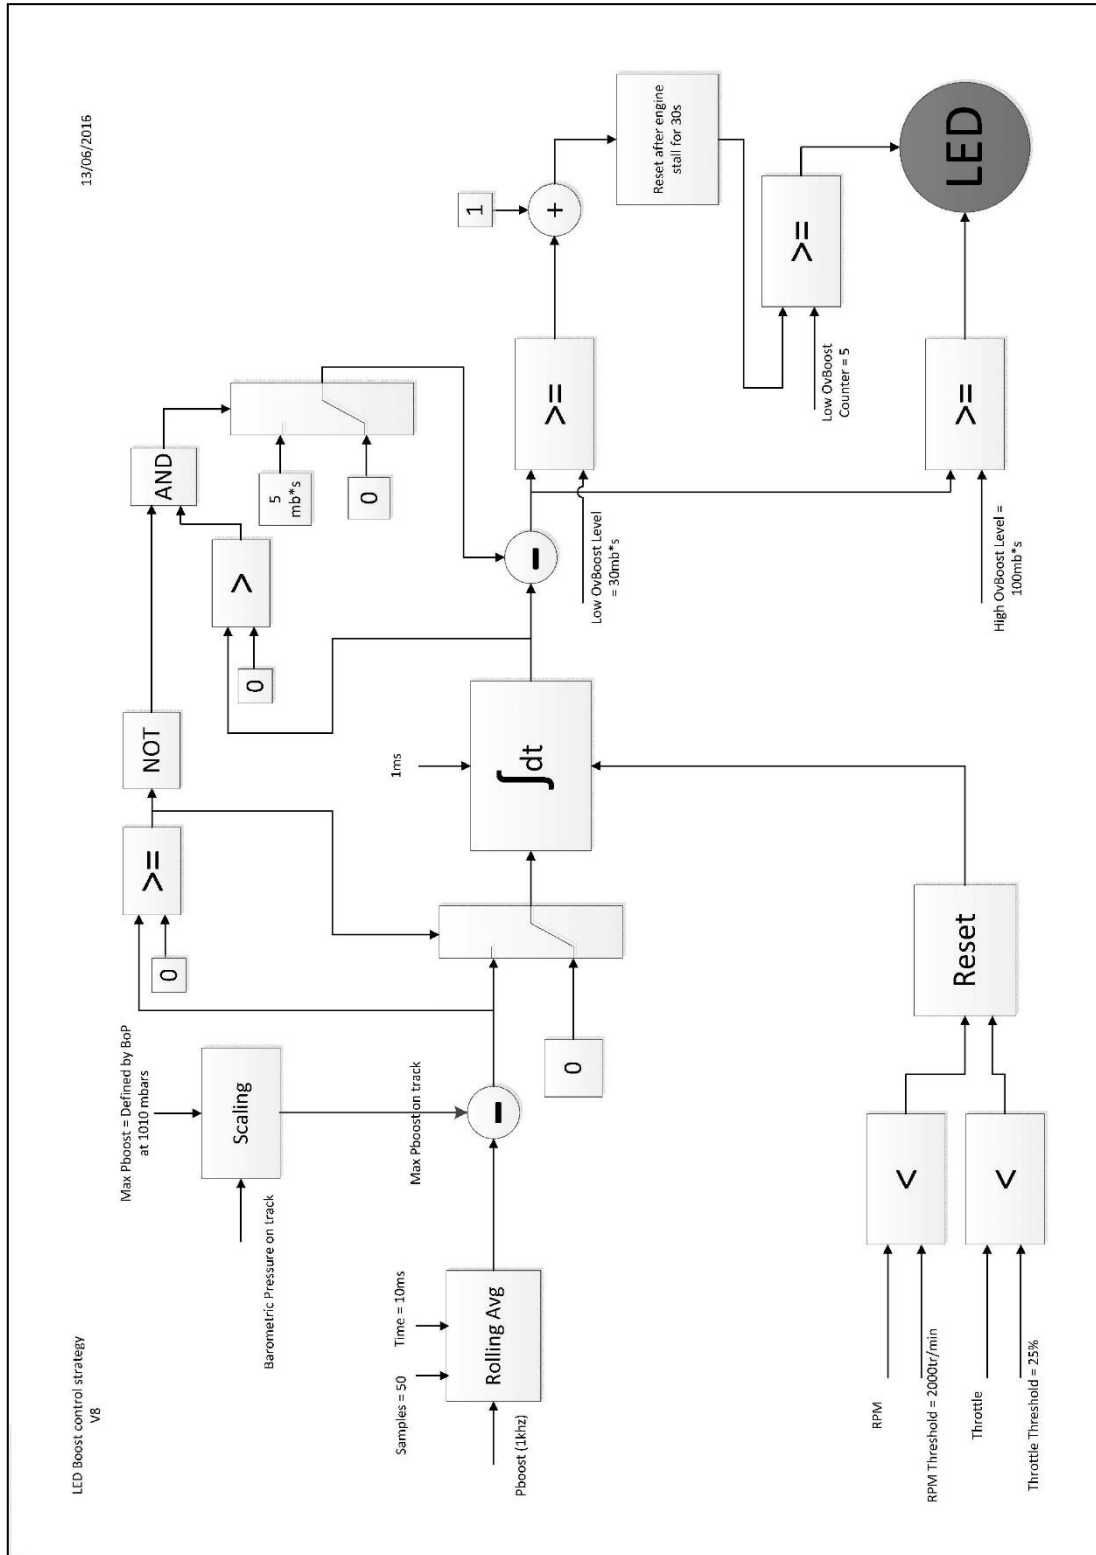 LED Boost control strategy
V8
13/06/2016
Max Pboost = Defined by BoP
at 1010 mbars
>=
NOT
AND
0
Scaling
>
0
5
mb*s
0
Barometric Pressure on track
Samples = 50
Time = 10ms
Max Pboost on track
1ms
1
Rolling Avg
-
∫dt
-
>=
+
Pboost (1khz)
0
Low OvBoost Level
= 30mb*s
Reset after engine
stall for 30s
>=
Low OvBoost
Counter = 5
RPM
<
RPM Threshold = 2000tr/min
Reset
>=
LED
Throttle
<
Throttle Threshold = 25%
High OvBoost Level =
100mb*s